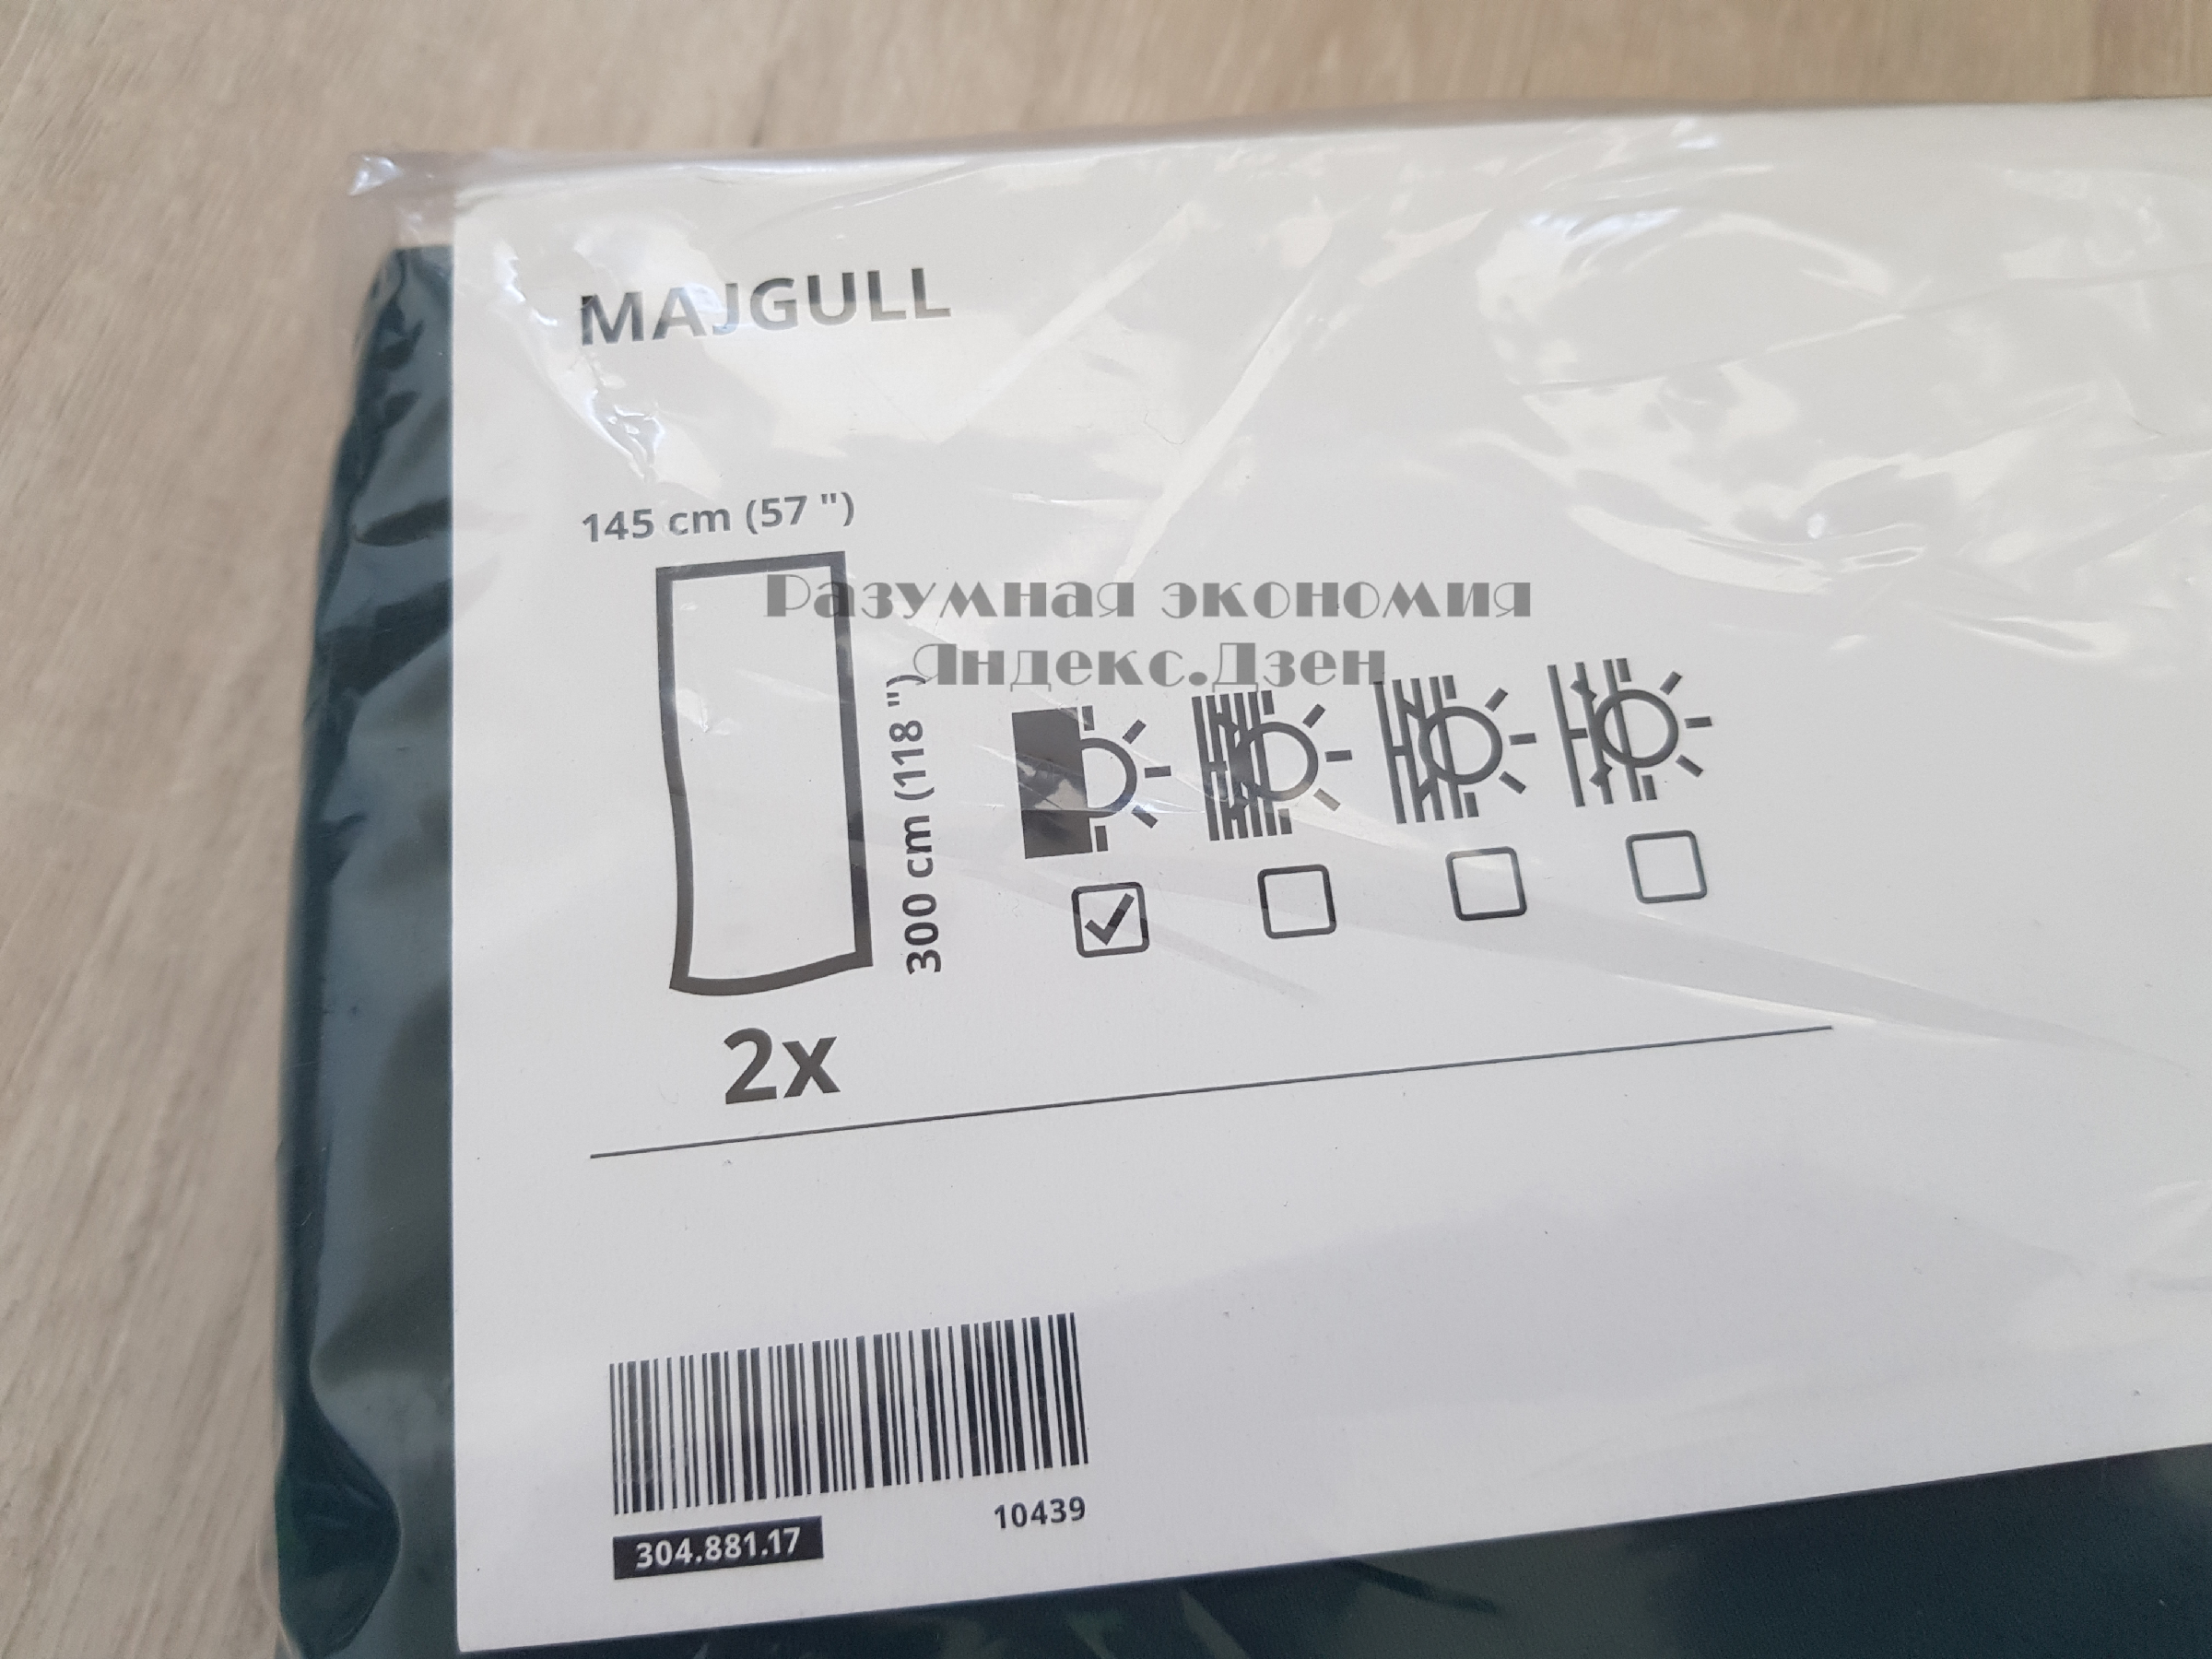 MAJGULL
145 cm (57 ")
Разумная экономия
Яндекс.Дзен
300 cm (118 ")
2x
10439
304.881.17